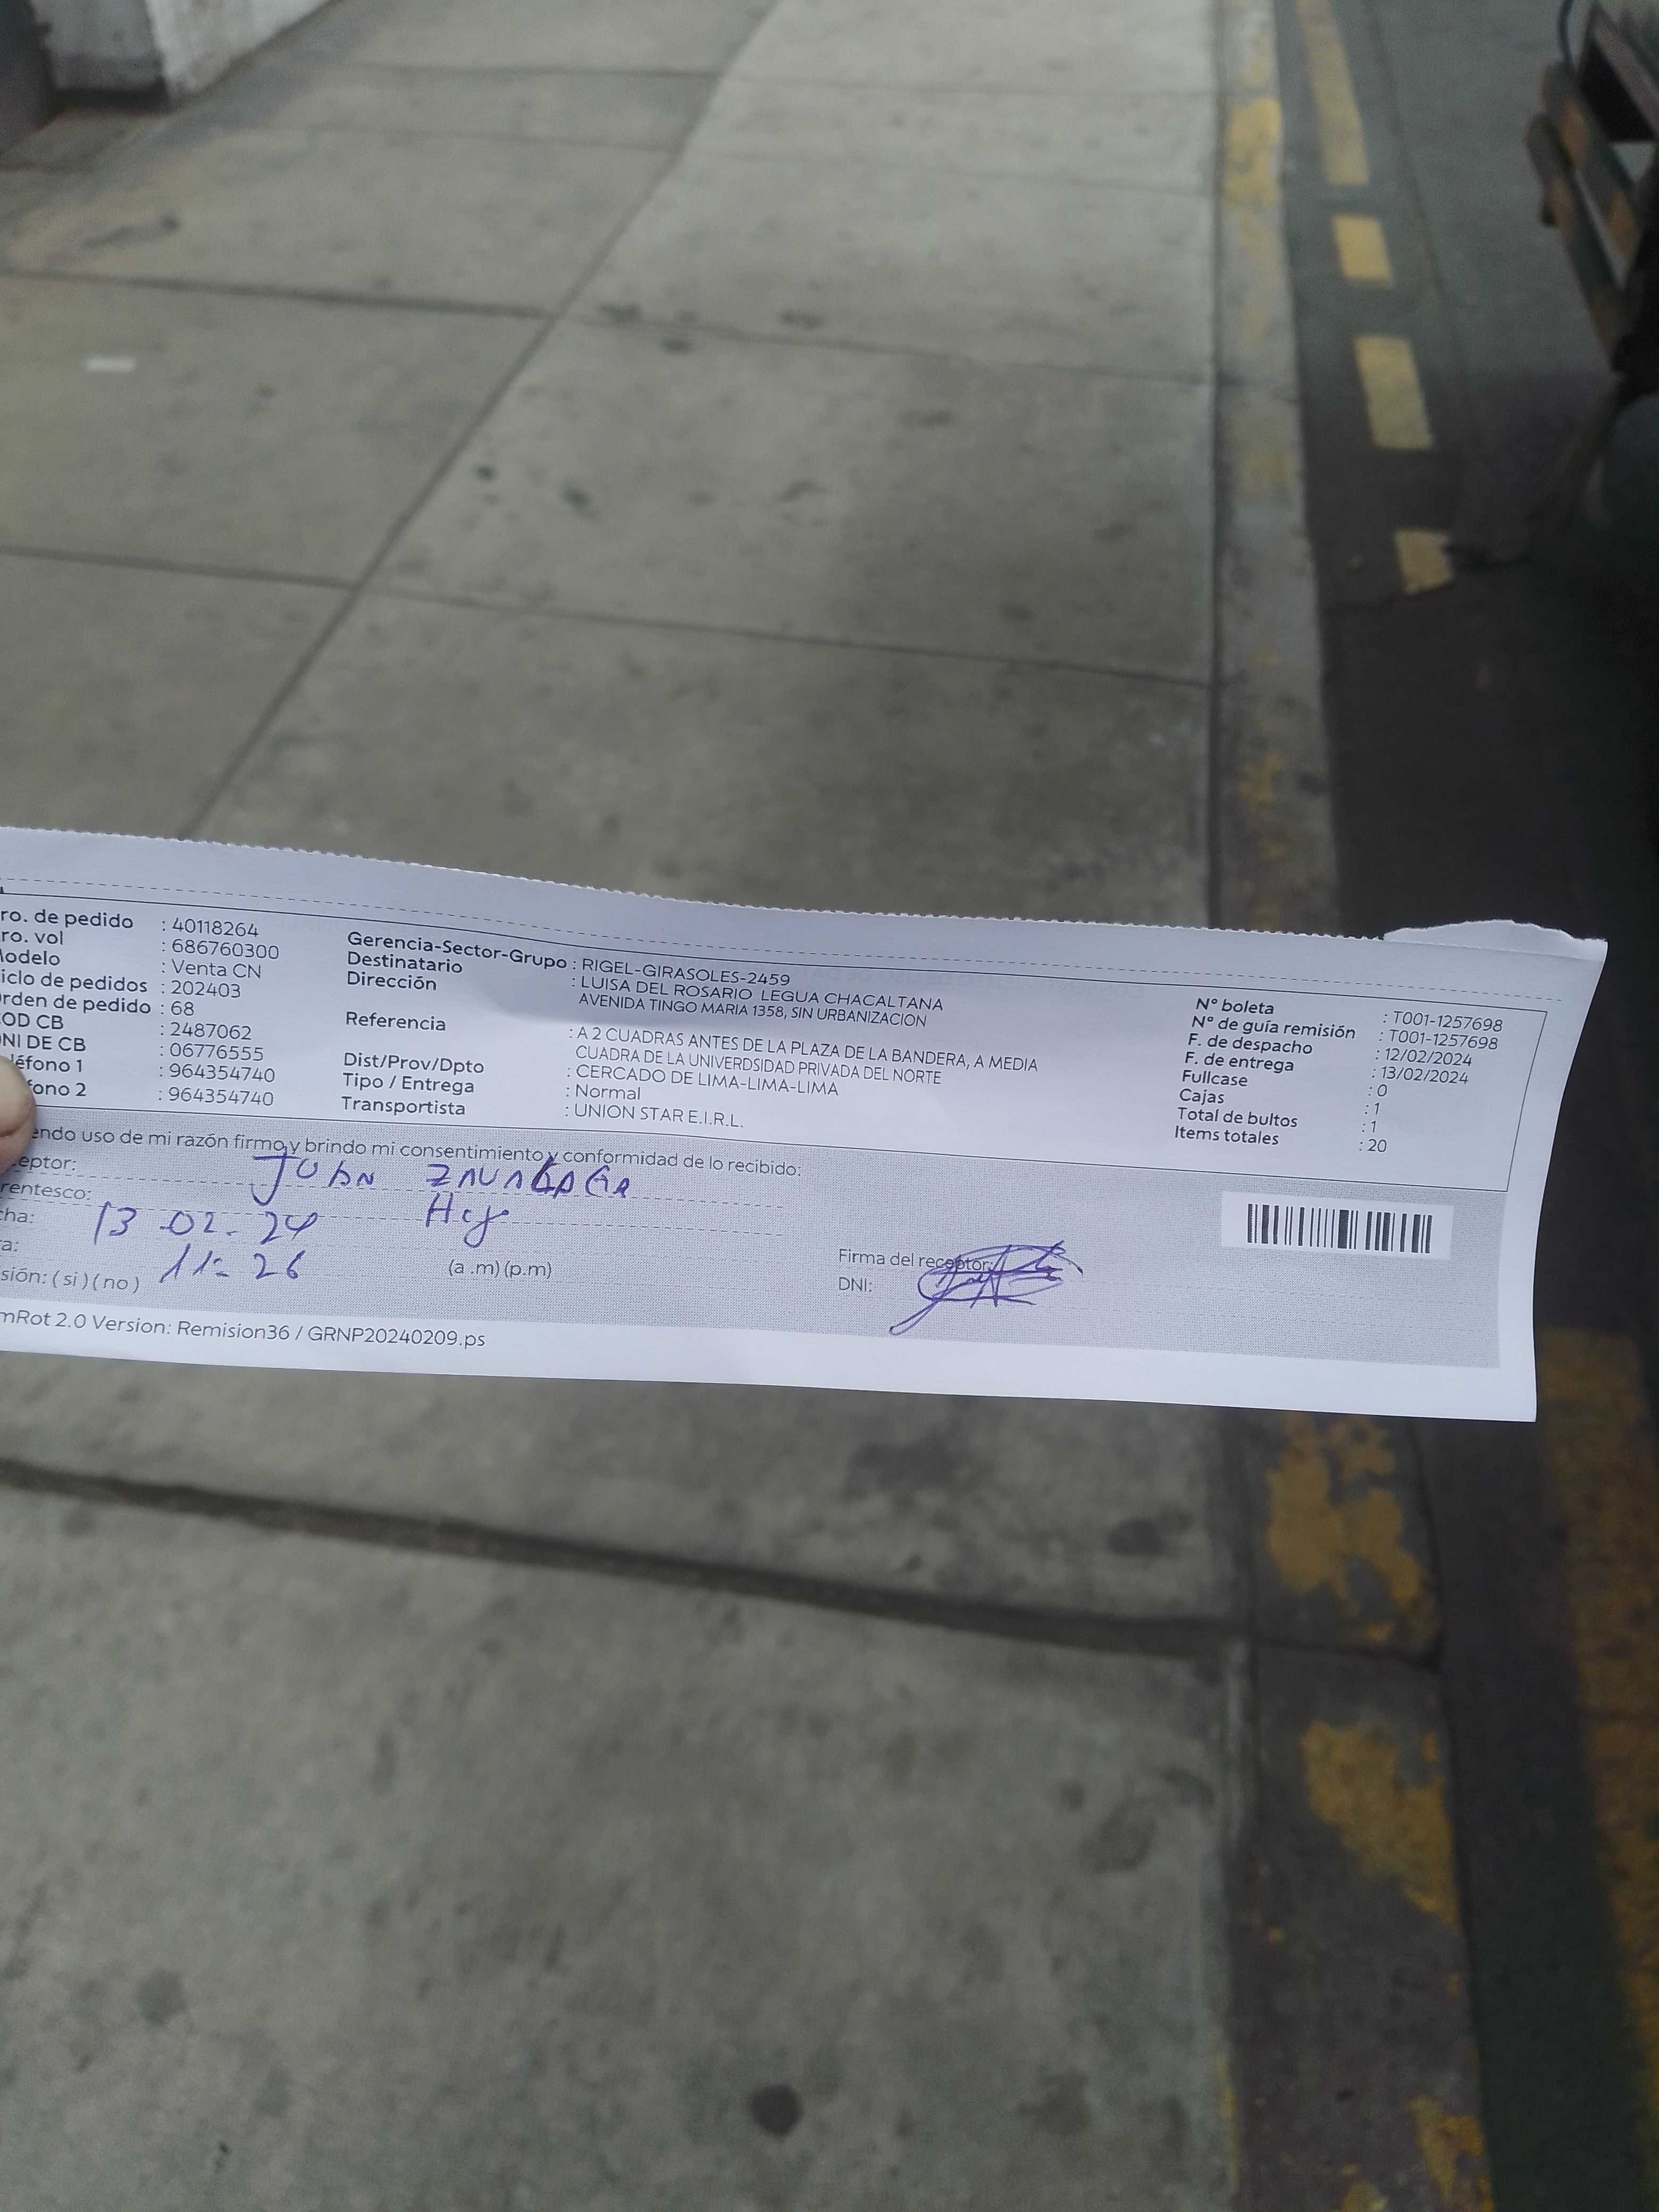 ro. de pedido : 40118264
ro. vol : 686760300
odelo : Venta CN
iclo de pedidos : 202403
rden de pedido : 68
OD CB : 2487062
NI DE CB : 06776555
éfono 1 : 964354740
fono 2 : 964354740
Gerencia-Sector-Grupo : RIGEL-GIRASOLES-2459
Destinatario : LUISA DEL ROSARIO LEGUA CHACALTANA
Dirección AVENIDA TINGO MARIA 1358, SIN URBANIZACION
Referencia : A 2 CUADRAS ANTES DE LA PLAZA DE LA BANDERA, A MEDIA
CUADRA DE LA UNIVERDSIDAD PRIVADA DEL NORTE
Dist/Prov/Dpto : CERCADO DE LIMA-LIMA-LIMA
Tipo / Entrega : Normal
Transportista : UNION STAR E.I.R.L.
N° boleta : T001-1257698
N° de guía remisión : T001-1257698
F. de despacho : 12/02/2024
F. de entrega : 13/02/2024
Fullcase : 0
Cajas : 1
Total de bultos : 1
Items totales : 20
endo uso de mi razón firmo y brindo mi consentimiento y conformidad de lo recibido:
eptor: JUAN
rentesco:
cha: 13-02-24
a: 11:26 (a .m) (p.m)
sión: ( si ) ( no )
Firma del receptor:
DNI:
mRot 2.0 Version: Remision36 / GRNP20240209.ps